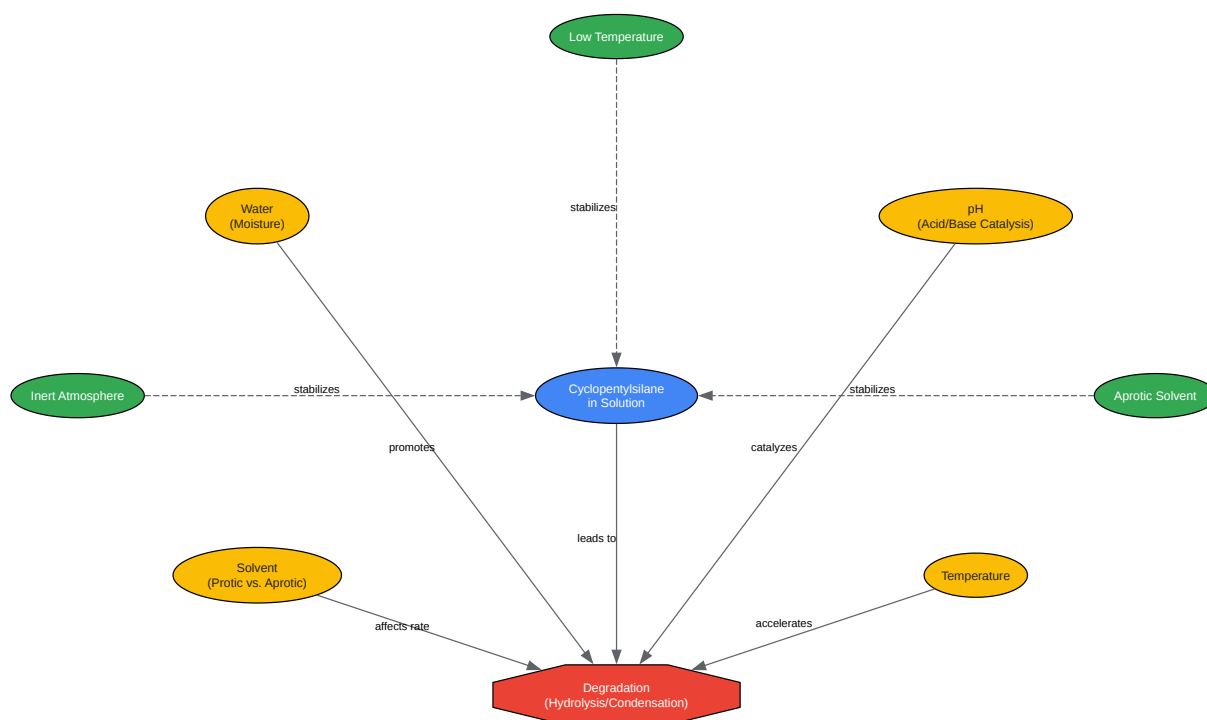 Low Temperature
Water
(Moisture)
pH
(Acid/Base Catalysis)
stabilizes
Inert Atmosphere
stabilizes
Cyclopentylsilane
in Solution
stabilizes
Aprotic Solvent
promotes
catalyzes
leads to
Solvent
(Protic vs. Aprotic)
Temperature
affects rate
accelerates
Degradation
(Hydrolysis/Condensation)